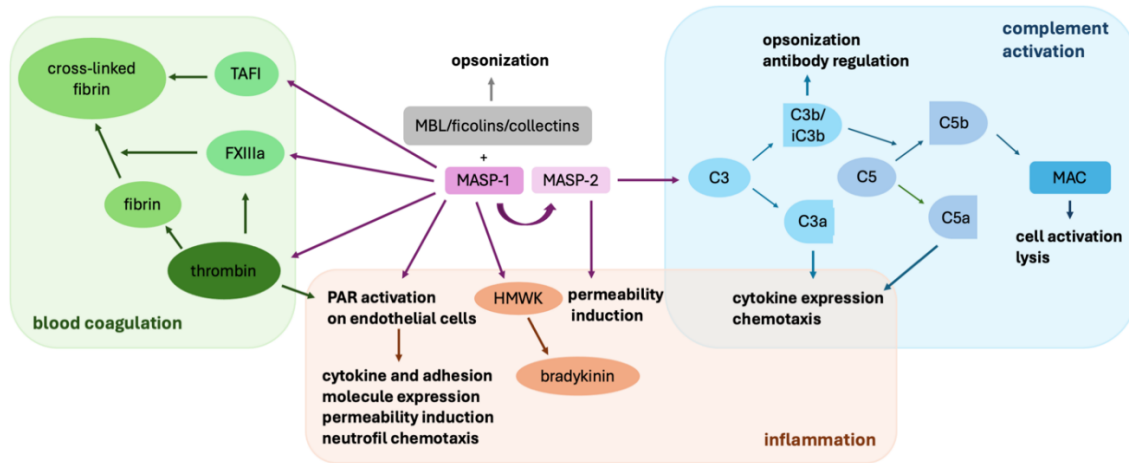 complement
activation
opsonization
antibody regulation
opsonization
cross-linked
fibrin
TAFI
MBL/ficolins/collectins
C3b/
iC3b
C5b
+
FXIIIa
MASP-1
MASP-2
C3
C5
MAC
fibrin
C3a
C5a
cell activation
lysis
thrombin
blood coagulation
PAR activation
on endothelial cells
HMWK
permeability
induction
cytokine expression
chemotaxis
cytokine and adhesion
molecule expression
permeability induction
neutrofil chemotaxis
bradykinin
inflammation